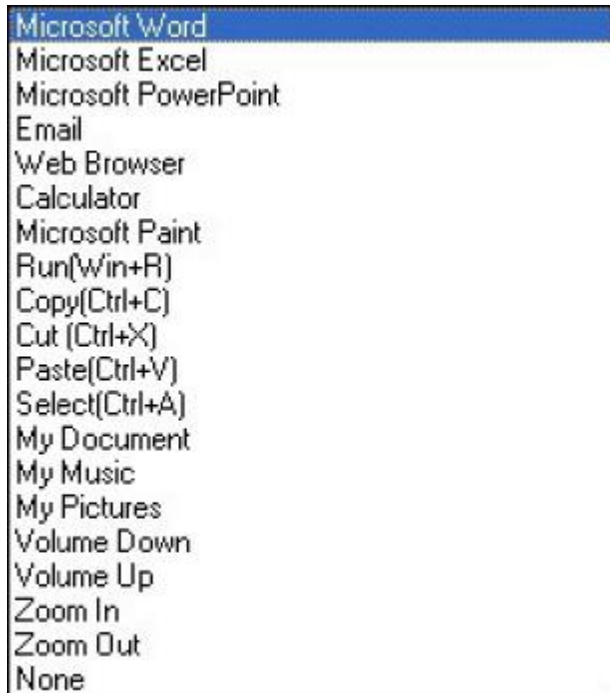 Microsoft Word
Microsoft Excel
Microsoft PowerPoint
Email
Web Browser
Calculator
Microsoft Paint
Run(Win+R)
Copy(Ctrl+C)
Cut (Ctrl+X)
Paste(Ctrl+V)
Select(Ctrl+A)
My Document
My Music
My Pictures
Volume Down
Volume Up
Zoom In
Zoom Out
None